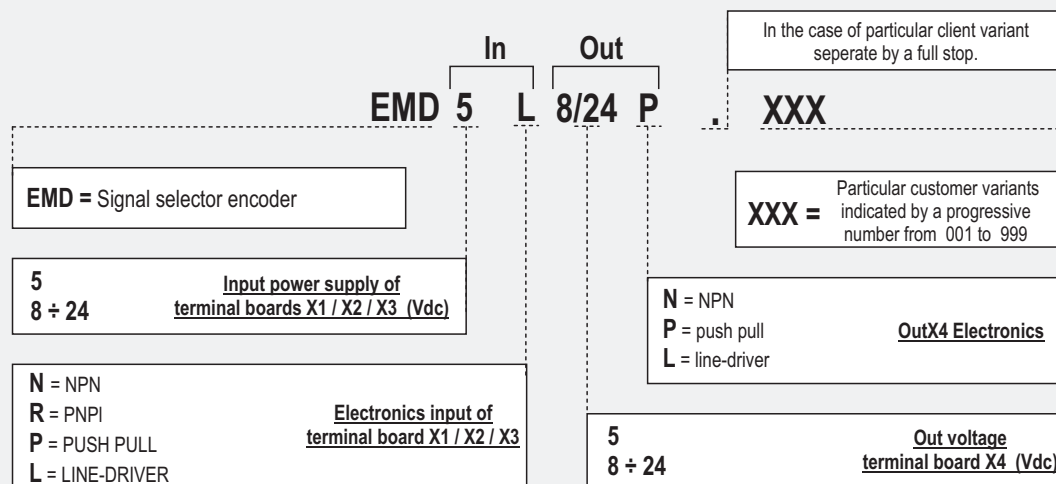 In the case of particular client variant
seperate by a full stop.
In Out
EMD 5 L 8/24 P . XXX
EMD = Signal selector encoder
XXX =
Particular customer variants
indicated by a progressive
number from 001 to 999
5
8 ÷ 24
Input power supply of
terminal boards X1 / X2 / X3 (Vdc)
N = NPN
P = push pull
L = line-driver
OutX4 Electronics
N = NPN
R = PNPI
P = PUSH PULL
L = LINE-DRIVER
Electronics input of
terminal board X1 / X2 / X3
5
8 ÷ 24
Out voltage
terminal board X4 (Vdc)